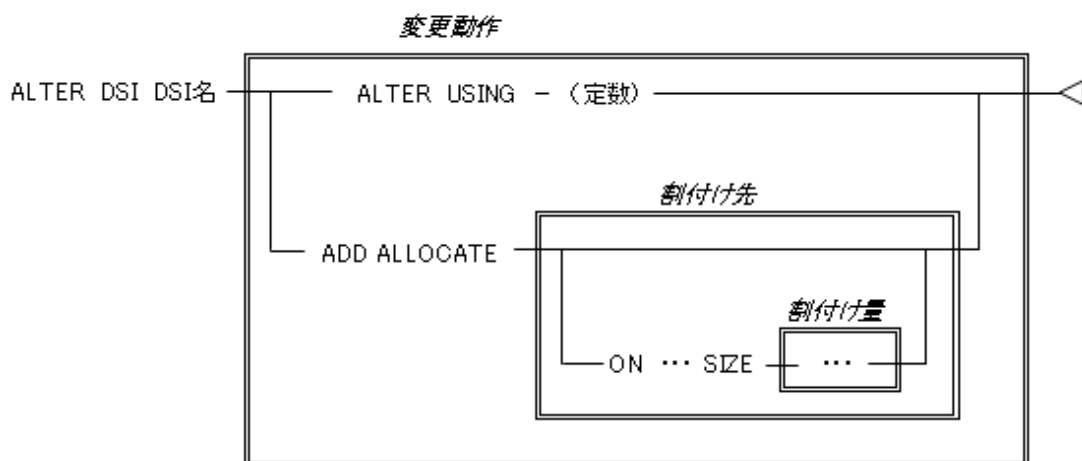 変更動作
ALTER DSI DSI名 ALTER USING - (定数)
割付け先
ADD ALLOCATE
割付け量
ON … SIZE …